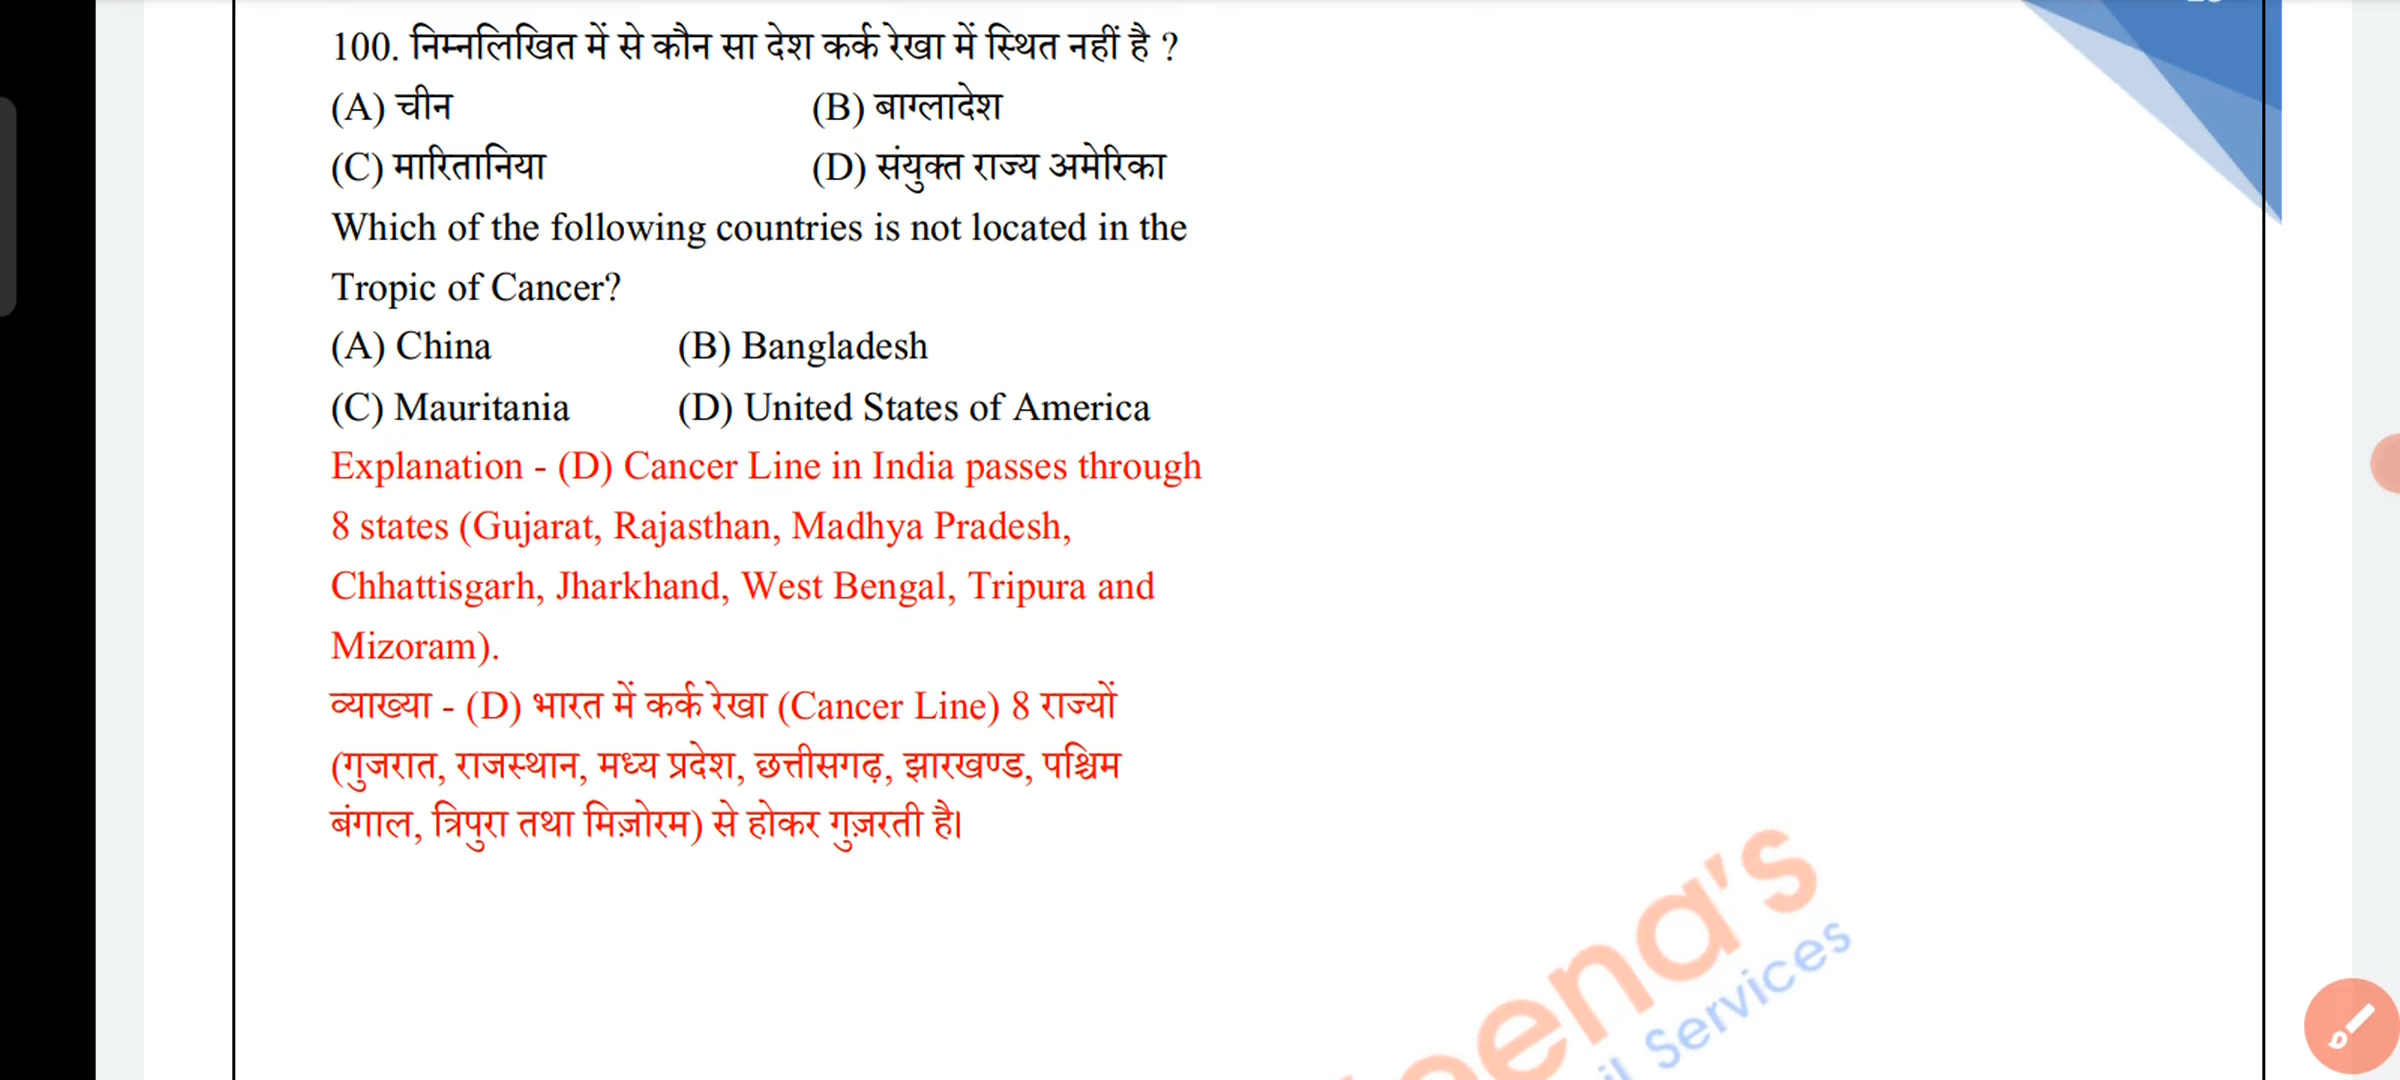 100. निम्नलिखित में से कौन सा देश कर्क रेखा में स्थित नहीं है ?
(A) चीन (B) बाग्लादेश
(C) मारितानिया (D) संयुक्त राज्य अमेरिका
Which of the following countries is not located in the
Tropic of Cancer?
(A) China (B) Bangladesh
(C) Mauritania (D) United States of America
Explanation - (D) Cancer Line in India passes through
8 states (Gujarat, Rajasthan, Madhya Pradesh,
Chhattisgarh, Jharkhand, West Bengal, Tripura and
Mizoram).
व्याख्या - (D) भारत में कर्क रेखा (Cancer Line) 8 राज्यों
(गुजरात, राजस्थान, मध्य प्रदेश, छत्तीसगढ़, झारखण्ड, पश्चिम
बंगाल, त्रिपुरा तथा मिज़ोरम) से होकर गुज़रती है।
Services